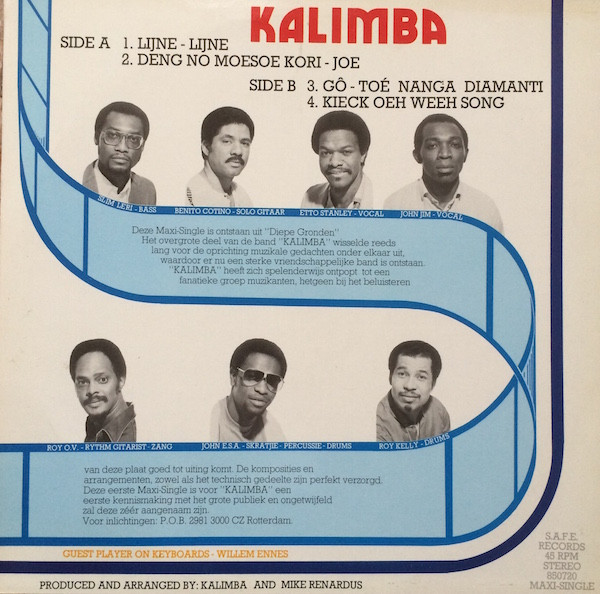 KALIMBA
SIDE A 1. LIJNE - LIJNE
2. DENG NO MOESOE KORI - JOE
SIDE B 3. GÔ - TOÉ NANGA DIAMANTI
4. KIECK OEH WEEH SONG
SLIM LERI - BASS
BENITO COTINO - SOLO GITAAR
ETTO STANLEY - VOCAL
JOHN JIM - VOCAL
Deze Maxi-Single is ontstaan uit "Diepe Gronden"
Het overgrote deel van de band "KALIMBA" wisselde reeds
lang voor de oprichting muzikale gedachten onder elkaar uit,
waardoor er nu een sterke vriendschappelijke band is ontstaan.
"KALIMBA" heeft zich spelenderwijs ontpopt tot een
fanatieke groep muzikanten, hetgeen bij het beluisteren
ROY O.V. - RYTHM GITARIST - ZANG
JOHN E.S.A. - SKRATJIE - PERCUSSIE - DRUMS
ROY KELLY - DRUMS
van deze plaat goed tot uiting komt. De komposities en
arrangementen, zowel als het technisch gedeelte zijn perfekt verzorgd.
Deze eerste Maxi-Single is voor "KALIMBA" een
eerste kennismaking met het grote publiek en ongetwijfeld
zal deze zéér aangenaam zijn.
Voor inlichtingen: P.O.B. 2981 3000 CZ Rotterdam.
GUEST PLAYER ON KEYBOARDS - WILLEM ENNES
S.A.F.E.
RECORDS
45 RPM
STEREO
850720
MAXI-SINGLE
PRODUCED AND ARRANGED BY: KALIMBA AND MIKE RENARDUS